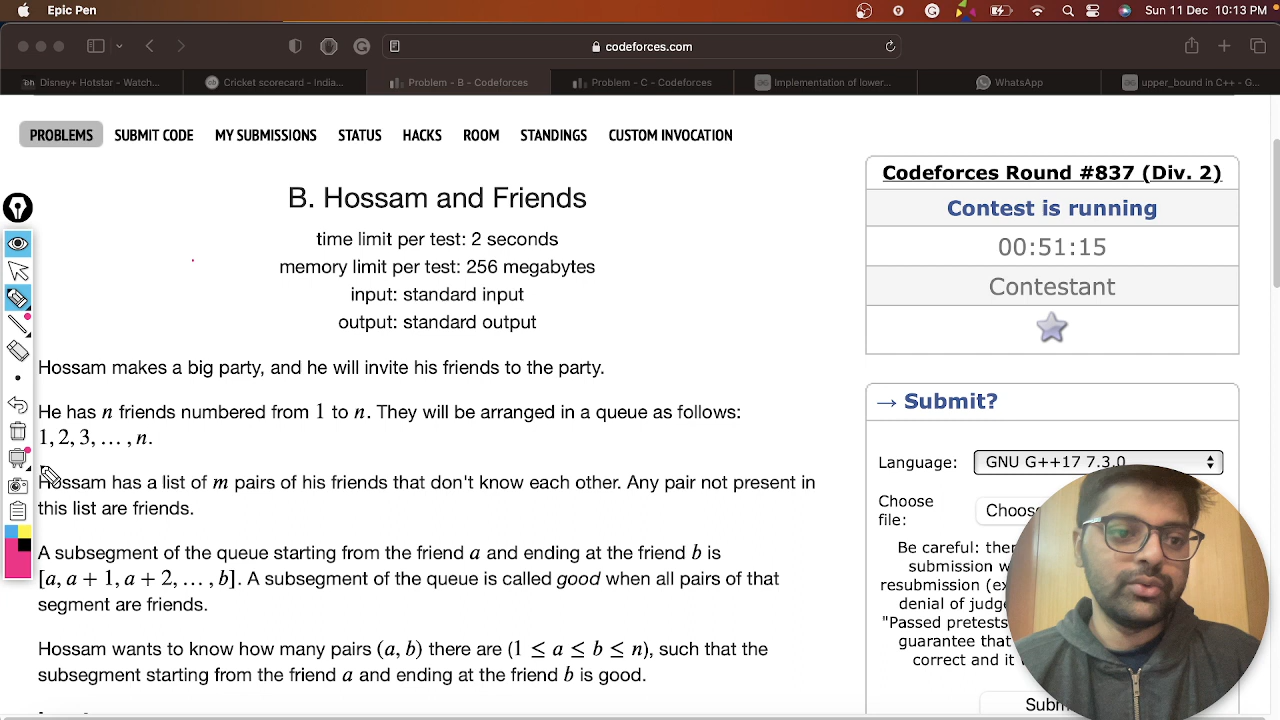 Epic Pen
Sun 11 Dec 10:13 PM
codeforces.com
Disney+ Hotstar - Watch...
Cricket scorecard - India...
Problem - B - Codeforces
Problem - C - Codeforces
Implementation of lower...
WhatsApp
upper_bound in C++ - G...
PROBLEMS SUBMIT CODE MY SUBMISSIONS STATUS HACKS ROOM STANDINGS CUSTOM INVOCATION
B. Hossam and Friends
time limit per test: 2 seconds
memory limit per test: 256 megabytes
input: standard input
output: standard output
Hossam makes a big party, and he will invite his friends to the party.
He has n friends numbered from 1 to n. They will be arranged in a queue as follows:
1, 2, 3, … , n.
Hossam has a list of m pairs of his friends that don't know each other. Any pair not present in
this list are friends.
A subsegment of the queue starting from the friend a and ending at the friend b is
[a, a + 1, a + 2, … , b]. A subsegment of the queue is called good when all pairs of that
segment are friends.
Hossam wants to know how many pairs (a, b) there are (1 ≤ a ≤ b ≤ n), such that the
subsegment starting from the friend a and ending at the friend b is good.
Codeforces Round #837 (Div. 2)
Contest is running
00:51:15
Contestant
→ Submit?
Language: GNU G++17 7.3.0
Choose
file:
Choose
Be careful:
submission
resubmission
denial of
"Passed pretests
guarantee that
correct and it